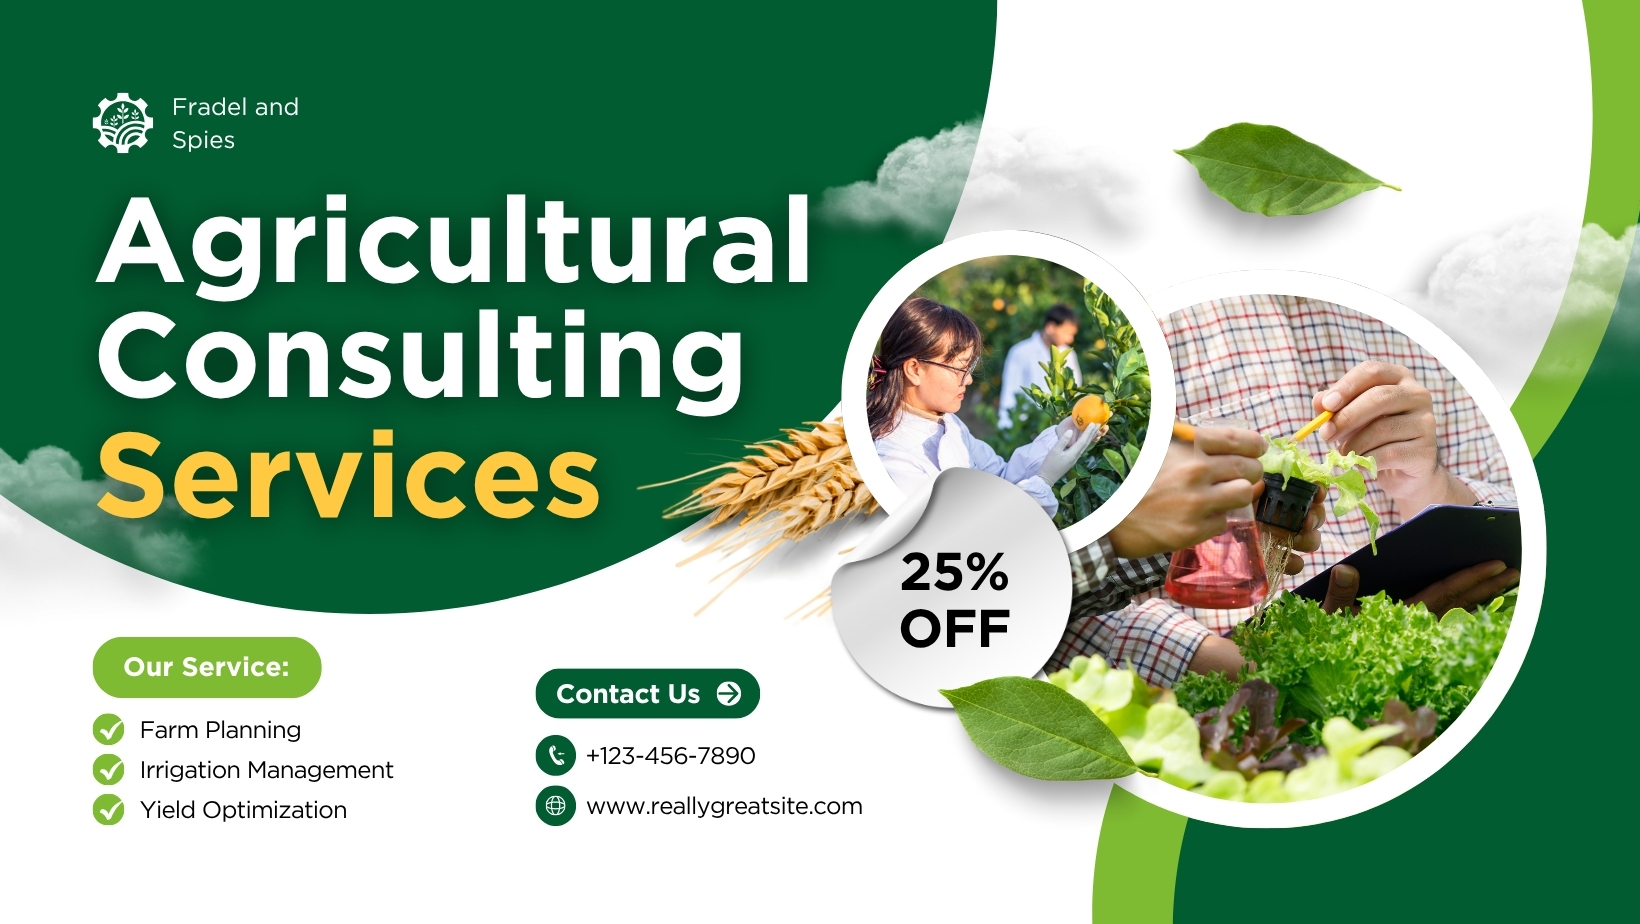 Fradel and
Spies
Agricultural
Consulting
Services
25%
OFF
Our Service:
Farm Planning
Irrigation Management
Yield Optimization
Contact Us
+123-456-7890
www.reallygreatsite.com